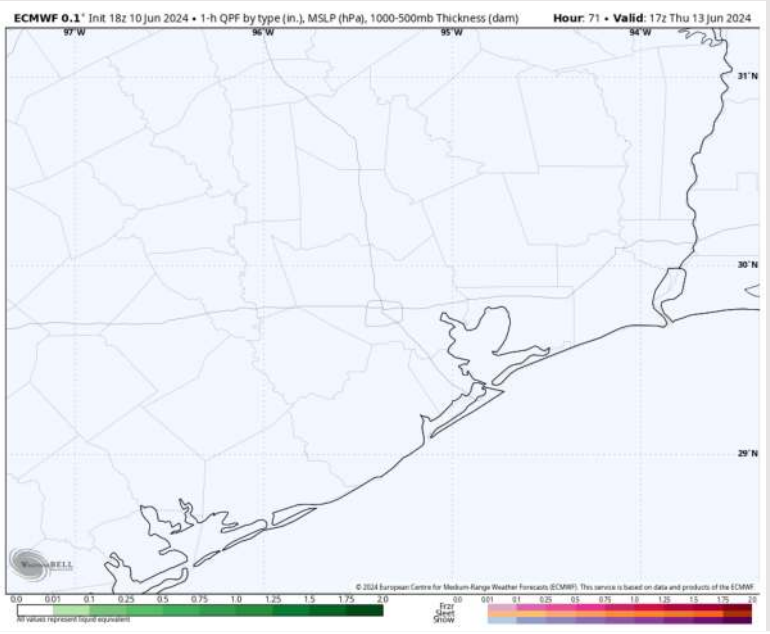 ECMWF 0.1° Init 18z 10 Jun 2024 • 1-h QPF by type (in.), MSLP (hPa), 1000-500mb Thickness (dam) Hour: 71 • Valid: 17z Thu 13 Jun 2024
97°W 96°W 95°W 94°W
31°N
30°N
29°N
WeatherBELL
© 2024 European Centre for Medium-Range Weather Forecasts (ECMWF). This service is based on data and products of the ECMWF
0.0 0.01 0.1 0.25 0.5 0.75 1.00 1.25 1.5 1.75 2.0
0.0 0.01 0.1 0.25 0.5 0.75 1.00 1.25 1.5 1.75 2.0
All values represent liquid equivalent
Frzr
Sleet
Snow